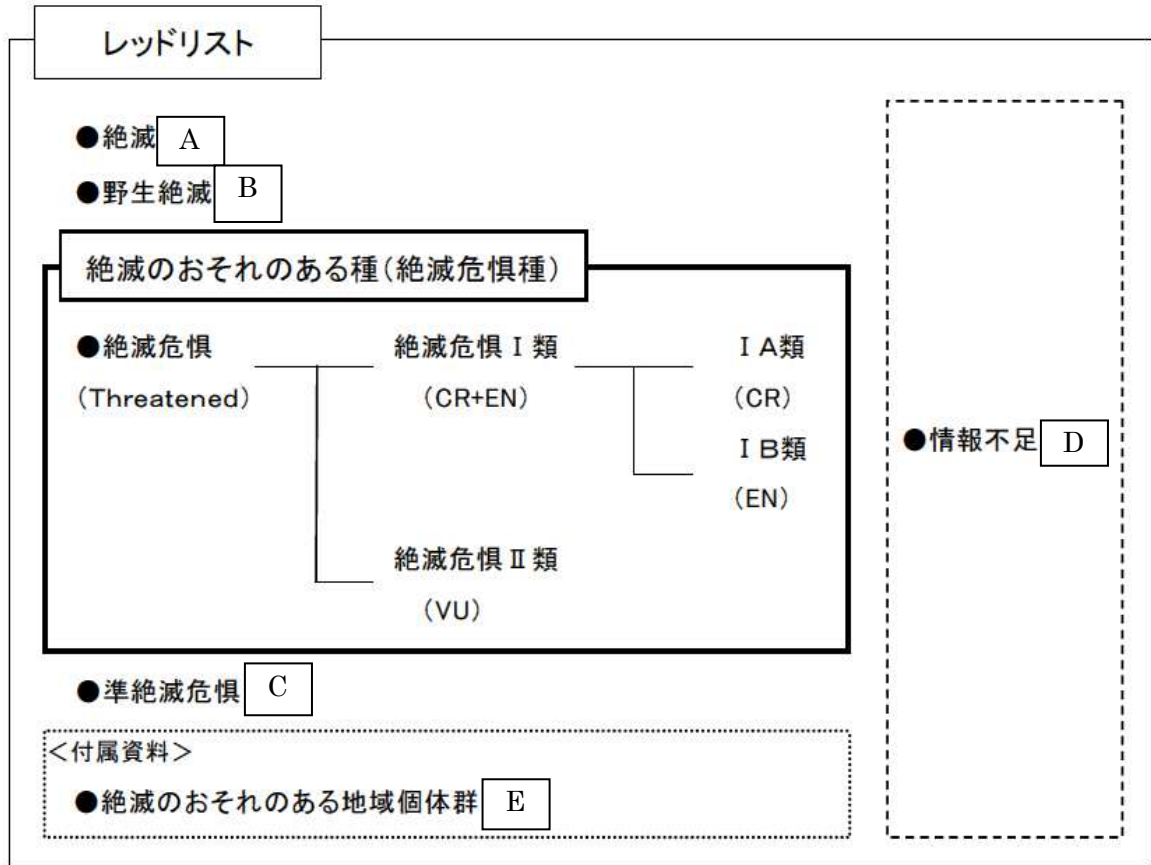 レッドリスト
●絶滅 A
●野生絶滅 B
絶滅のおそれのある種(絶滅危惧種)
●絶滅危惧
(Threatened)
絶滅危惧Ⅰ類
(CR+EN)
ⅠA類
(CR)
ⅠB類
(EN)
絶滅危惧Ⅱ類
(VU)
●準絶滅危惧 C
<付属資料>
●絶滅のおそれのある地域個体群 E
●情報不足 D